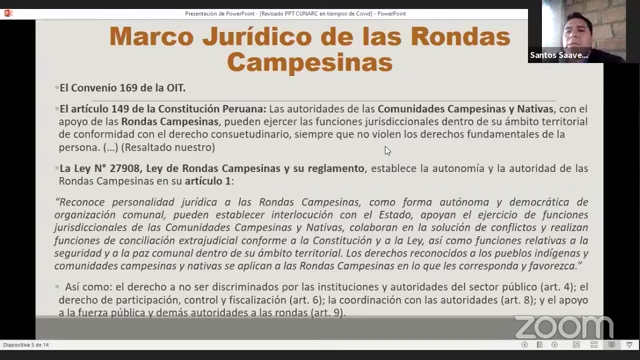 Presentación de PowerPoint - [Revisado PPT CUNARC en tiempos de Covid] - PowerPoint
Santos Saave...
Marco Jurídico de las Rondas
Campesinas
▪El Convenio 169 de la OIT.
▪El artículo 149 de la Constitución Peruana: Las autoridades de las Comunidades Campesinas y Nativas, con el
apoyo de las Rondas Campesinas, pueden ejercer las funciones jurisdiccionales dentro de su ámbito territorial
de conformidad con el derecho consuetudinario, siempre que no violen los derechos fundamentales de la
persona. (…) (Resaltado nuestro)
▪La Ley N° 27908, Ley de Rondas Campesinas y su reglamento, establece la autonomía y la autoridad de las
Rondas Campesinas en su artículo 1:
“Reconoce personalidad jurídica a las Rondas Campesinas, como forma autónoma y democrática de
organización comunal, pueden establecer interlocución con el Estado, apoyan el ejercicio de funciones
jurisdiccionales de las Comunidades Campesinas y Nativas, colaboran en la solución de conflictos y realizan
funciones de conciliación extrajudicial conforme a la Constitución y a la Ley, así como funciones relativas a la
seguridad y a la paz comunal dentro de su ámbito territorial. Los derechos reconocidos a los pueblos indígenas y
comunidades campesinas y nativas se aplican a las Rondas Campesinas en lo que les corresponda y favorezca.”
▪ Así como: el derecho a no ser discriminados por las instituciones y autoridades del sector público (art. 4); el
derecho de participación, control y fiscalización (art. 6); la coordinación con las autoridades (art. 8); y el apoyo
a la fuerza pública y demás autoridades a las rondas (art. 9).
zoom
Diapositiva 5 de 14